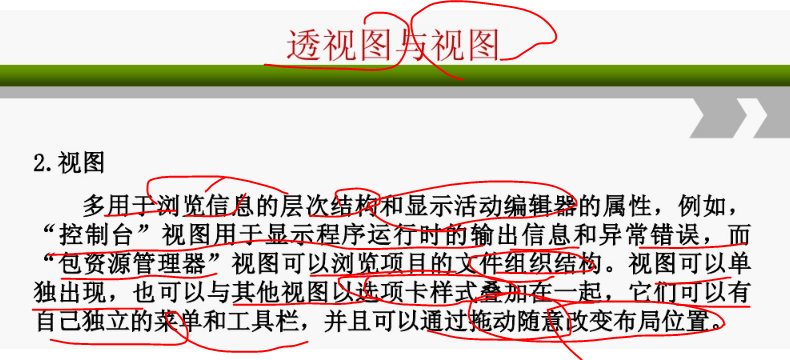 透视图与视图
2.视图
多用于浏览信息的层次结构和显示活动编辑器的属性，例如，
“控制台”视图用于显示程序运行时的输出信息和异常错误，而
“包资源管理器”视图可以浏览项目的文件组织结构。视图可以单
独出现，也可以与其他视图以选项卡样式叠加在一起，它们可以有
自己独立的菜单和工具栏，并且可以通过拖动随意改变布局位置。